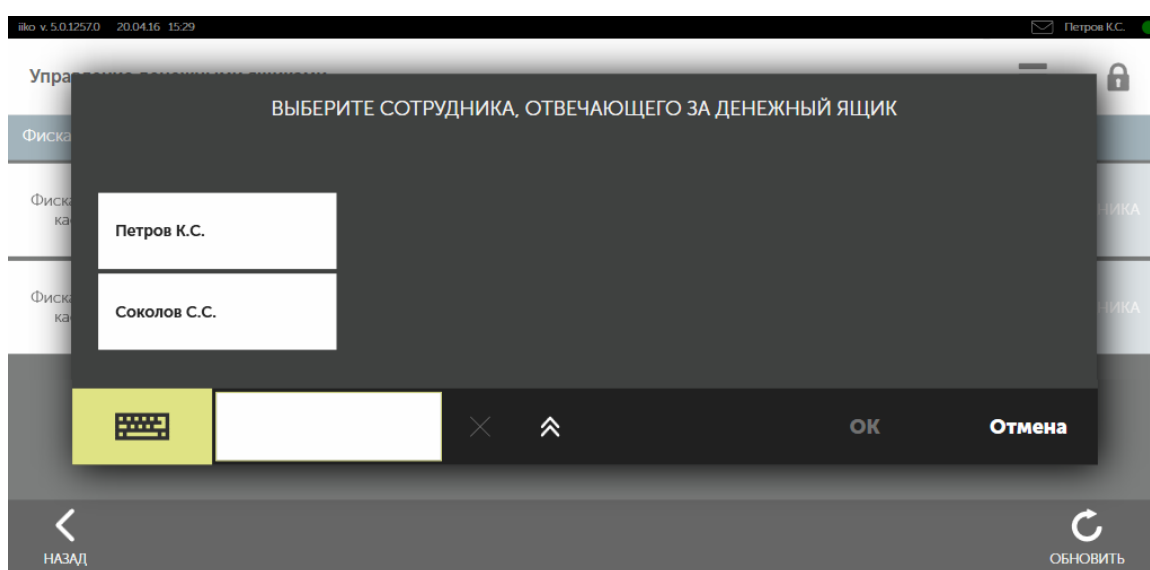 iiko v. 5.0.1257.0 20.04.16 15:29 Петров К.С.
ВЫБЕРИТЕ СОТРУДНИКА, ОТВЕЧАЮЩЕГО ЗА ДЕНЕЖНЫЙ ЯЩИК
Петров К.С.
Соколов С.С.
OK Отмена
НАЗАД ОБНОВИТЬ